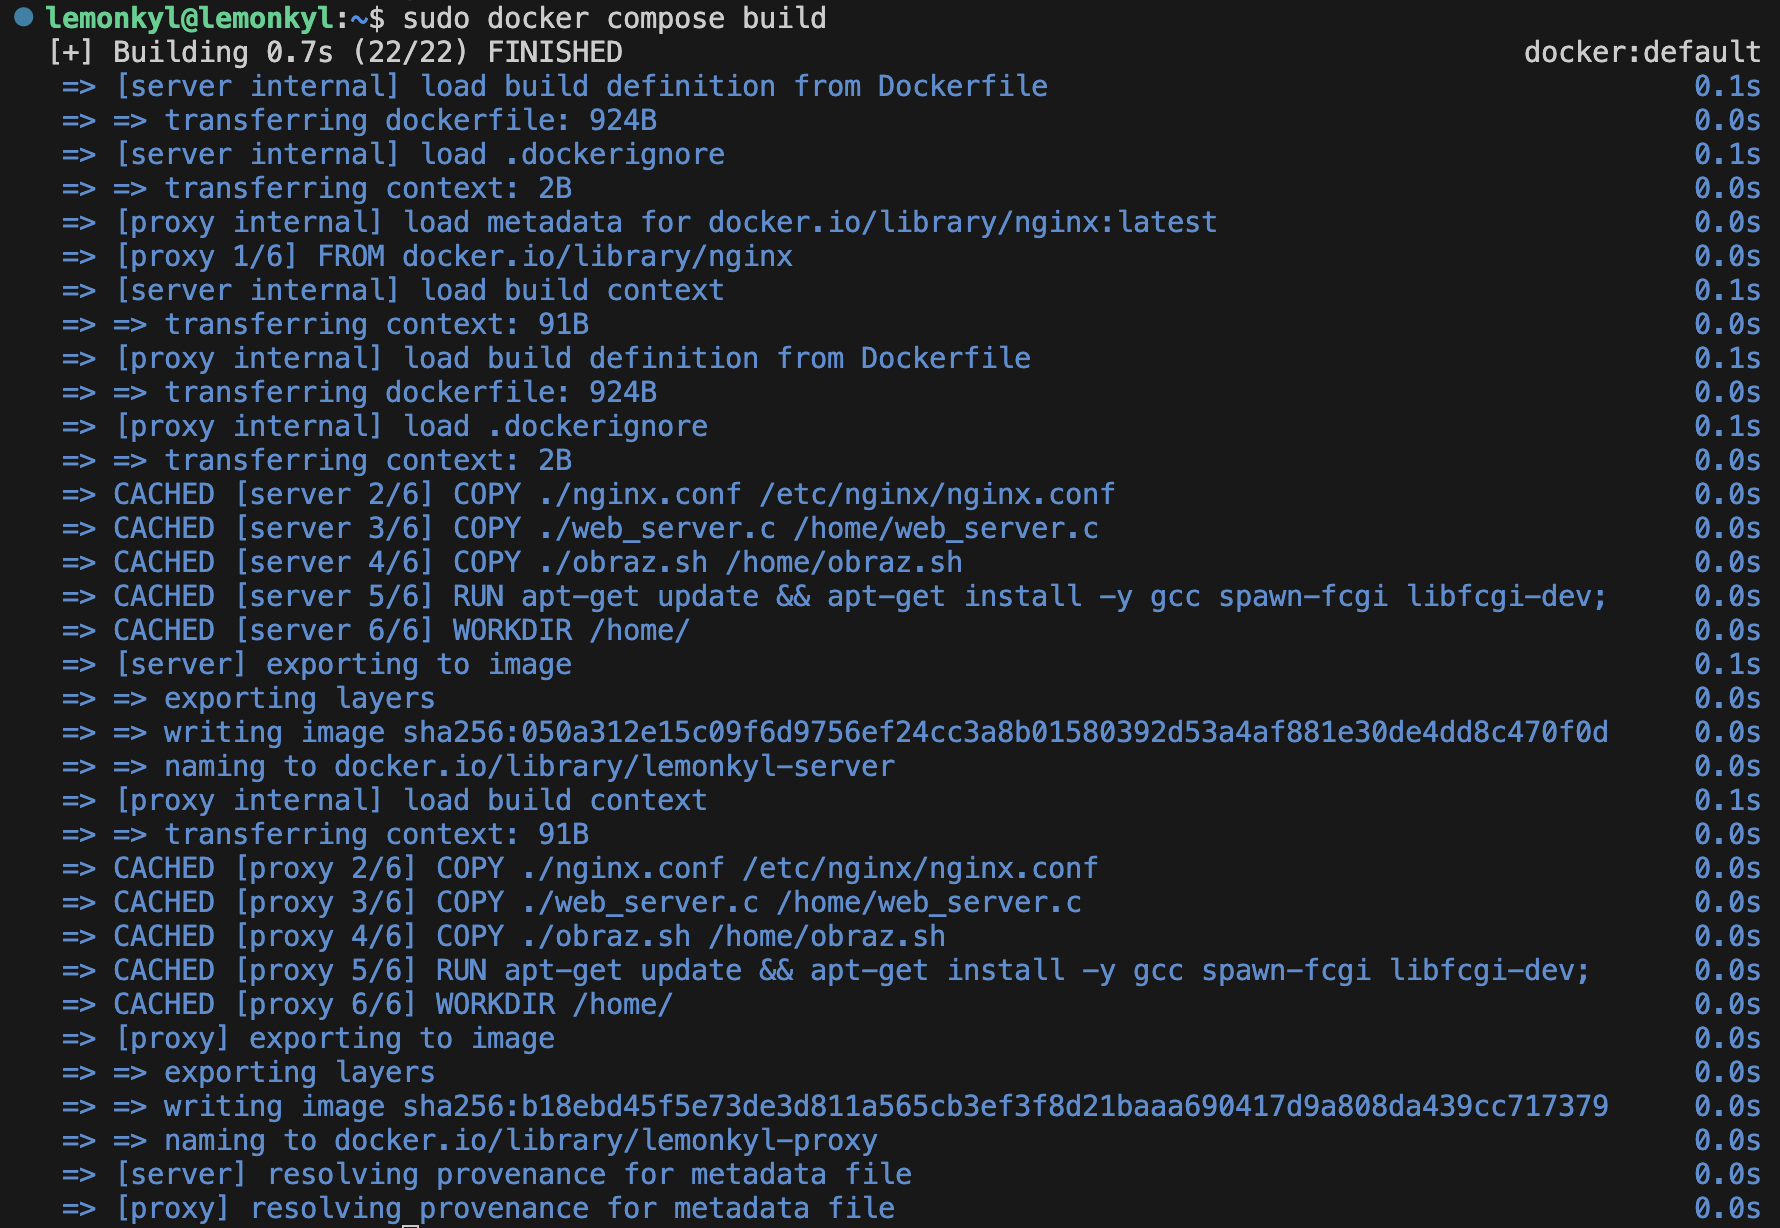 lemonkyl@lemonkyl:~$ sudo docker compose build
[+] Building 0.7s (22/22) FINISHED docker:default
=> [server internal] load build definition from Dockerfile 0.1s
=> => transferring dockerfile: 924B 0.0s
=> [server internal] load .dockerignore 0.1s
=> => transferring context: 2B 0.0s
=> [proxy internal] load metadata for docker.io/library/nginx:latest 0.0s
=> [proxy 1/6] FROM docker.io/library/nginx 0.0s
=> [server internal] load build context 0.1s
=> => transferring context: 91B 0.0s
=> [proxy internal] load build definition from Dockerfile 0.1s
=> => transferring dockerfile: 924B 0.0s
=> [proxy internal] load .dockerignore 0.1s
=> => transferring context: 2B 0.0s
=> CACHED [server 2/6] COPY ./nginx.conf /etc/nginx/nginx.conf 0.0s
=> CACHED [server 3/6] COPY ./web_server.c /home/web_server.c 0.0s
=> CACHED [server 4/6] COPY ./obraz.sh /home/obraz.sh 0.0s
=> CACHED [server 5/6] RUN apt-get update && apt-get install -y gcc spawn-fcgi libfcgi-dev; 0.0s
=> CACHED [server 6/6] WORKDIR /home/ 0.0s
=> [server] exporting to image 0.1s
=> => exporting layers 0.0s
=> => writing image sha256:050a312e15c09f6d9756ef24cc3a8b01580392d53a4af881e30de4dd8c470f0d 0.0s
=> => naming to docker.io/library/lemonkyl-server 0.0s
=> [proxy internal] load build context 0.1s
=> => transferring context: 91B 0.0s
=> CACHED [proxy 2/6] COPY ./nginx.conf /etc/nginx/nginx.conf 0.0s
=> CACHED [proxy 3/6] COPY ./web_server.c /home/web_server.c 0.0s
=> CACHED [proxy 4/6] COPY ./obraz.sh /home/obraz.sh 0.0s
=> CACHED [proxy 5/6] RUN apt-get update && apt-get install -y gcc spawn-fcgi libfcgi-dev; 0.0s
=> CACHED [proxy 6/6] WORKDIR /home/ 0.0s
=> [proxy] exporting to image 0.0s
=> => exporting layers 0.0s
=> => writing image sha256:b18ebd45f5e73de3d811a565cb3ef3f8d21baaa690417d9a808da439cc717379 0.0s
=> => naming to docker.io/library/lemonkyl-proxy 0.0s
=> [server] resolving provenance for metadata file 0.0s
=> [proxy] resolving provenance for metadata file 0.0s